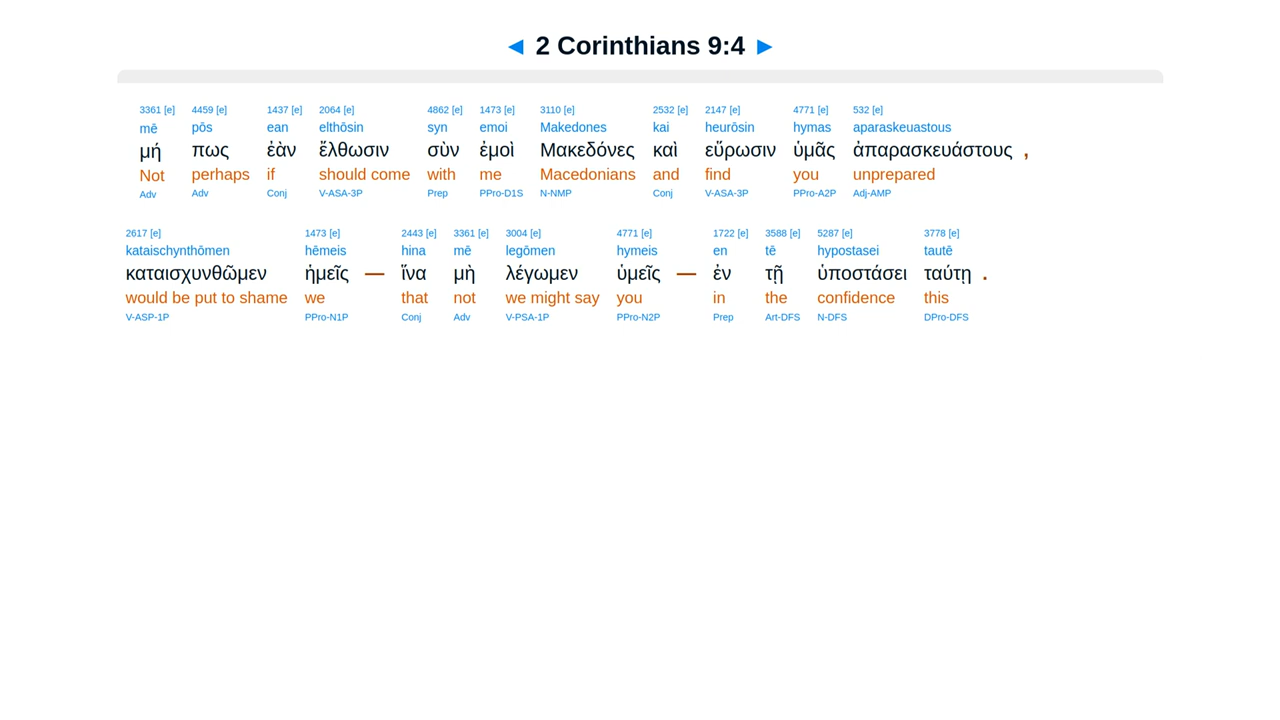 ◄ 2 Corinthians 9:4 ►
3361 [e] 4459 [e] 1437 [e] 2064 [e] 4862 [e] 1473 [e] 3110 [e] 2532 [e] 2147 [e] 4771 [e] 532 [e]
mē pōs ean elthōsin syn emoi Makedones kai heurōsin hymas aparaskeuastous
μή πως ἐὰν ἔλθωσιν σὺν ἐμοὶ Μακεδόνες καὶ εὕρωσιν ὑμᾶς ἀπαρασκευάστους ,
Not perhaps if should come with me Macedonians and find you unprepared
Adv Adv Conj V-ASA-3P Prep PPro-D1S N-NMP Conj V-ASA-3P PPro-A2P Adj-AMP
2617 [e] 1473 [e] 2443 [e] 3361 [e] 3004 [e] 4771 [e] 1722 [e] 3588 [e] 5287 [e] 3778 [e]
kataischynthōmen hēmeis hina mē legōmen hymeis en tē hypostasei tautē
καταισχυνθῶμεν ἡμεῖς — ἵνα μὴ λέγωμεν ὑμεῖς — ἐν τῇ ὑποστάσει ταύτῃ .
would be put to shame we that not we might say you in the confidence this
V-ASP-1P PPro-N1P Conj Adv V-PSA-1P PPro-N2P Prep Art-DFS N-DFS DPro-DFS